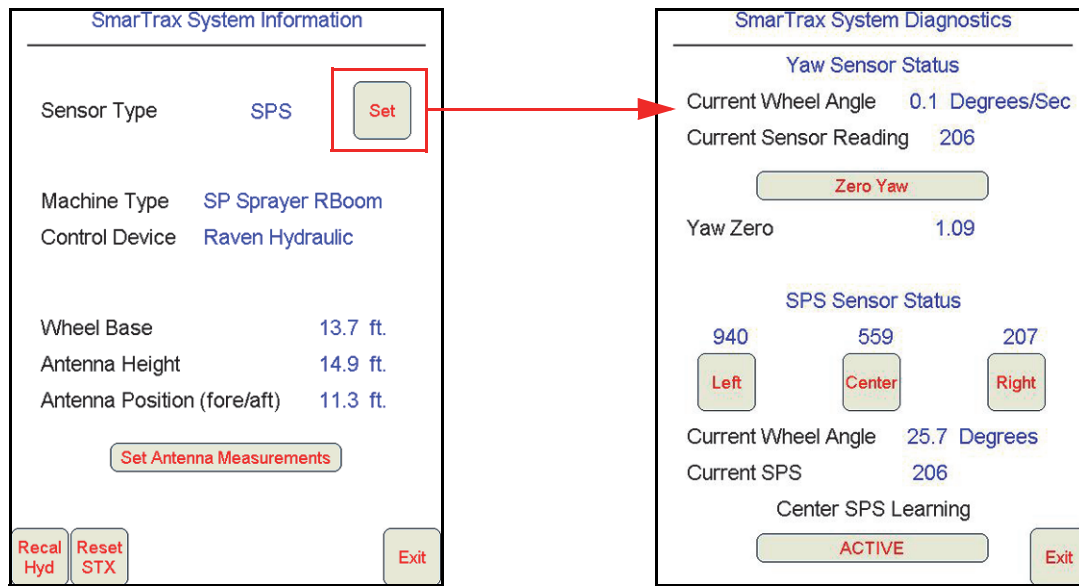 SmarTrax System Information
Sensor Type SPS Set
Machine Type SP Sprayer RBoom
Control Device Raven Hydraulic
Wheel Base 13.7 ft.
Antenna Height 14.9 ft.
Antenna Position (fore/aft) 11.3 ft.
Set Antenna Measurements
Recal Hyd
Reset STX
Exit
SmarTrax System Diagnostics
Yaw Sensor Status
Current Wheel Angle 0.1 Degrees/Sec
Current Sensor Reading 206
Zero Yaw
Yaw Zero 1.09
SPS Sensor Status
940 559 207
Left Center Right
Current Wheel Angle 25.7 Degrees
Current SPS 206
Center SPS Learning
ACTIVE
Exit